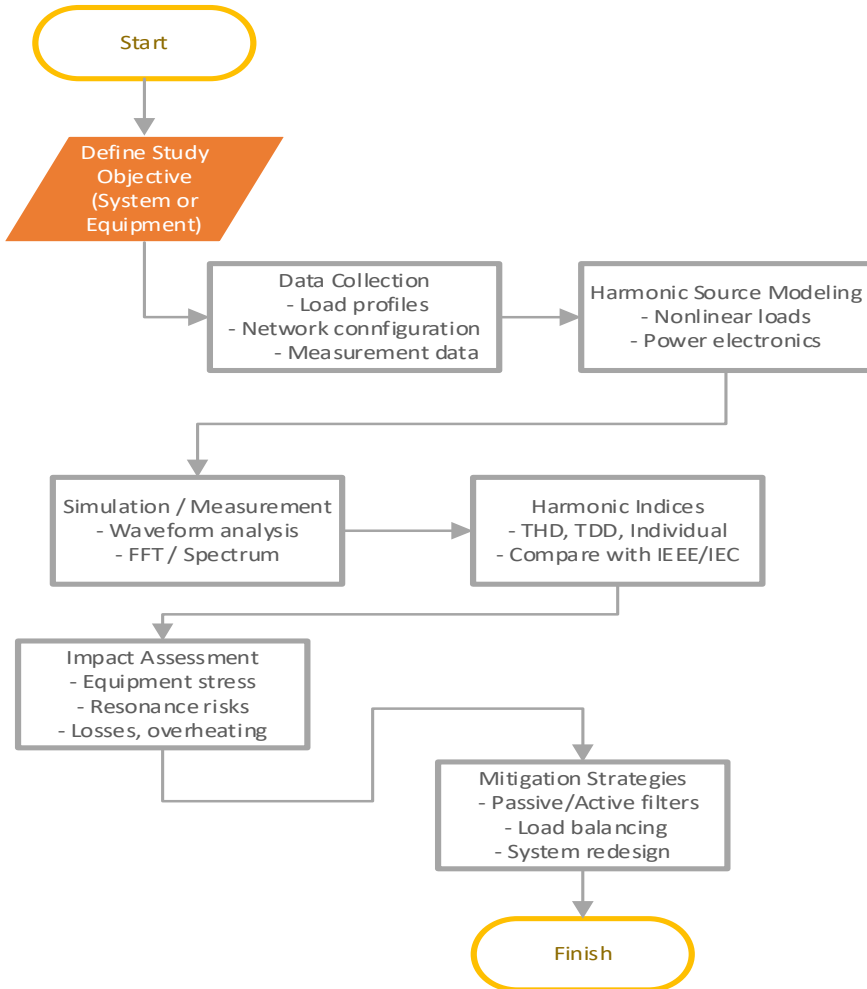 Start
Define Study
Objective
(System or
Equipment)
Data Collection
- Load profiles
- Network connfiguration
- Measurement data
Harmonic Source Modeling
- Nonlinear loads
- Power electronics
Simulation / Measurement
- Waveform analysis
- FFT / Spectrum
Harmonic Indices
- THD, TDD, Individual
- Compare with IEEE/IEC
Impact Assessment
- Equipment stress
- Resonance risks
- Losses, overheating
Mitigation Strategies
- Passive/Active filters
- Load balancing
- System redesign
Finish